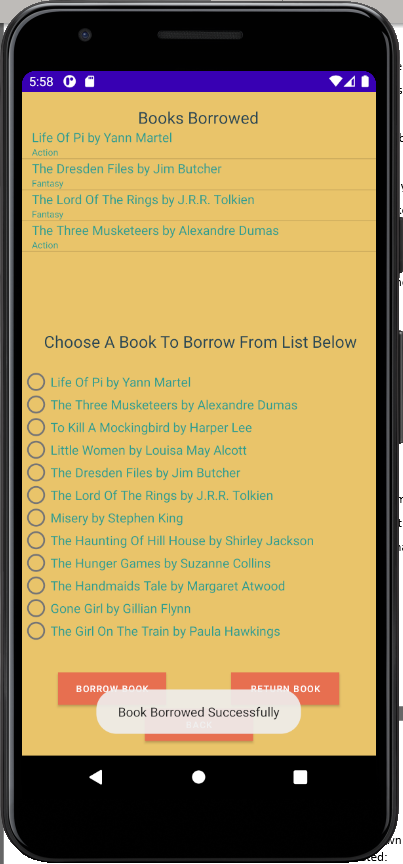 5:58
Books Borrowed
Life Of Pi by Yann Martel
Action
The Dresden Files by Jim Butcher
Fantasy
The Lord Of The Rings by J.R.R. Tolkien
Fantasy
The Three Musketeers by Alexandre Dumas
Action
Choose A Book To Borrow From List Below
Life Of Pi by Yann Martel
The Three Musketeers by Alexandre Dumas
To Kill A Mockingbird by Harper Lee
Little Women by Louisa May Alcott
The Dresden Files by Jim Butcher
The Lord Of The Rings by J.R.R. Tolkien
Misery by Stephen King
The Haunting Of Hill House by Shirley Jackson
The Hunger Games by Suzanne Collins
The Handmaids Tale by Margaret Atwood
Gone Girl by Gillian Flynn
The Girl On The Train by Paula Hawkings
BORROW BOOK RETURN BOOK
Book Borrowed Successfully
BACK